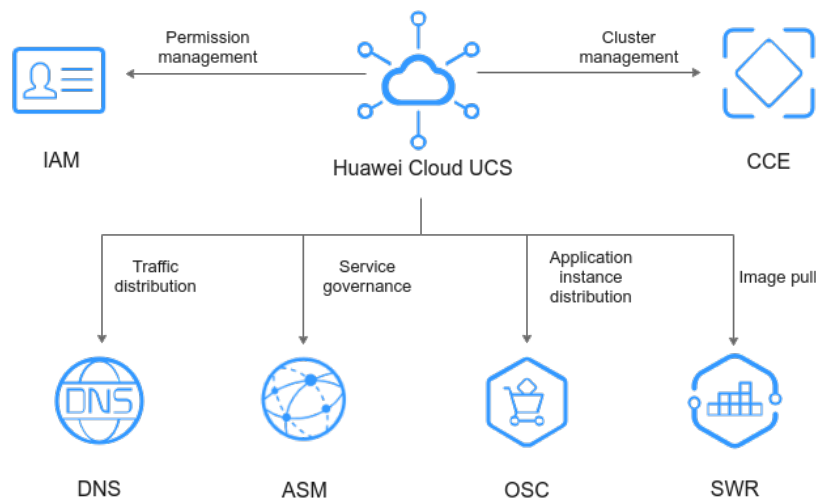 Permission
management
Cluster
management
IAM
Huawei Cloud UCS
CCE
Traffic
distribution
Service
governance
Application
instance
distribution
Image pull
DNS
DNS
ASM
OSC
SWR